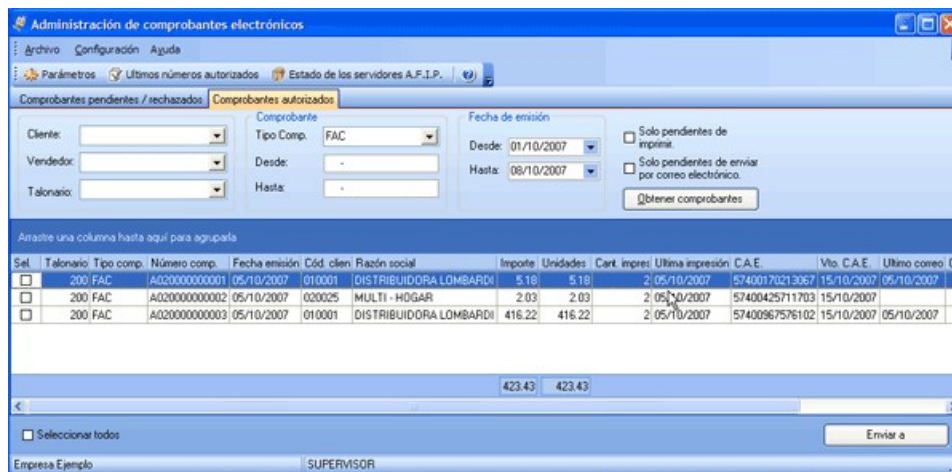 Administración de comprobantes electrónicos
Archivo Configuración Ayuda
Parámetros Ultimos números autorizados Estado de los servidores A.F.I.P.
Comprobantes pendientes / rechazados Comprobantes autorizados
Comprobante Fecha de emisión
Cliente: Tipo Comp. FAC Desde: 01/10/2007 Solo pendientes de imprimir.
Vendedor: Desde: - Hasta: 08/10/2007 Solo pendientes de enviar por correo electrónico.
Talonario: Hasta: - Obtener comprobantes
Arrastre una columna hasta aquí para agruparla
Sel. Talonario Tipo comp. Número comp. Fecha emisión Cód. clien Razón social Importe Unidades Cant. impres Ultima impresión C.A.E. Vto. C.A.E. Ultimo correo
200 FAC A020000000001 05/10/2007 010001 DISTRIBUIDORA LOMBARDI 5.18 5.18 2 05/10/2007 57400170213067 15/10/2007 05/10/2007
200 FAC A020000000002 05/10/2007 020025 MULTI - HOGAR 2.03 2.03 2 05/10/2007 57400425711703 15/10/2007
200 FAC A020000000003 05/10/2007 010001 DISTRIBUIDORA LOMBARDI 416.22 416.22 2 05/10/2007 57400967576102 15/10/2007 05/10/2007
423.43 423.43
Seleccionar todos Enviar a
Empresa Ejemplo SUPERVISOR